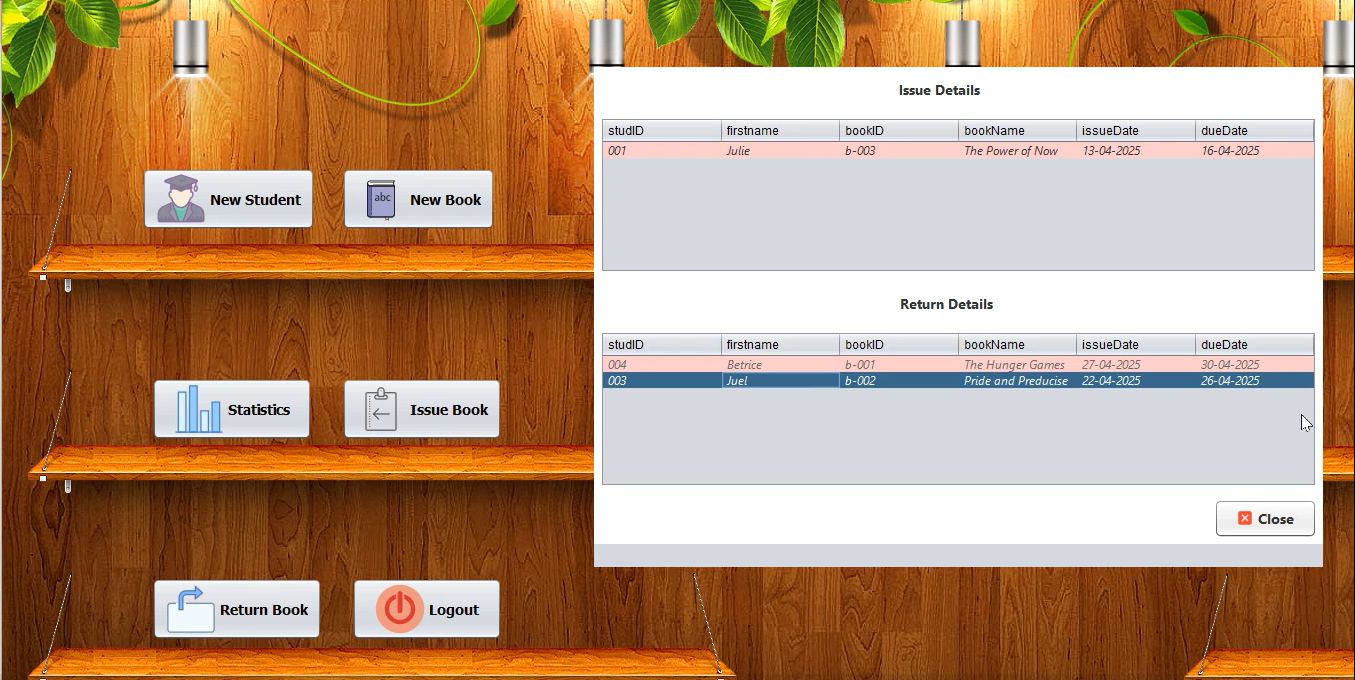 Issue Details
studID firstname bookID bookName issueDate dueDate
001 Julie b-003 The Power of Now 13-04-2025 16-04-2025
New Student
abc
New Book
Return Details
studID firstname bookID bookName issueDate dueDate
004 Betrice b-001 The Hunger Games 27-04-2025 30-04-2025
003 Juel b-002 Pride and Preducise 22-04-2025 26-04-2025
Statistics
Issue Book
Close
Return Book
Logout